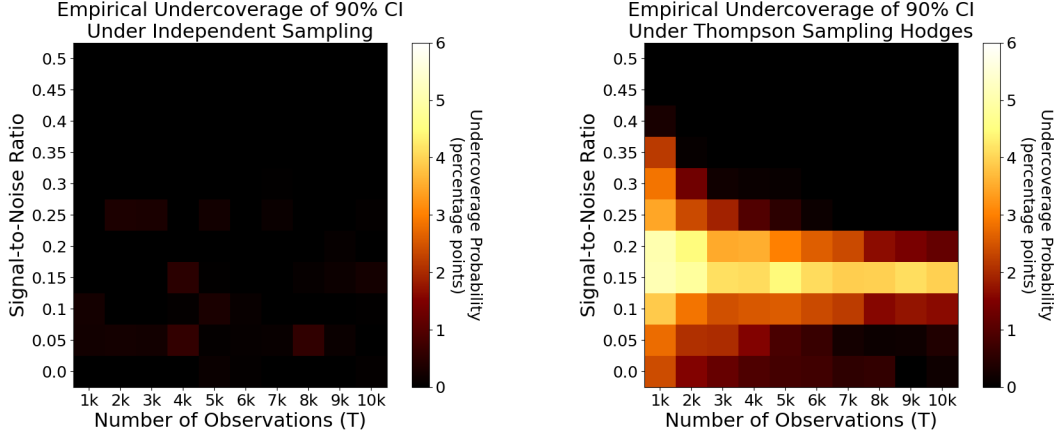 Empirical Undercoverage of 90% CI
Under Independent Sampling
Signal-to-Noise Ratio
0.5
0.45
0.4
0.35
0.3
0.25
0.2
0.15
0.1
0.05
0.0
1k 2k 3k 4k 5k 6k 7k 8k 9k 10k
Number of Observations (T)
6
5
4
3
2
1
0
Undercoverage Probability
(percentage points)
Empirical Undercoverage of 90% CI
Under Thompson Sampling Hodges
Signal-to-Noise Ratio
0.5
0.45
0.4
0.35
0.3
0.25
0.2
0.15
0.1
0.05
0.0
1k 2k 3k 4k 5k 6k 7k 8k 9k 10k
Number of Observations (T)
6
5
4
3
2
1
0
Undercoverage Probability
(percentage points)